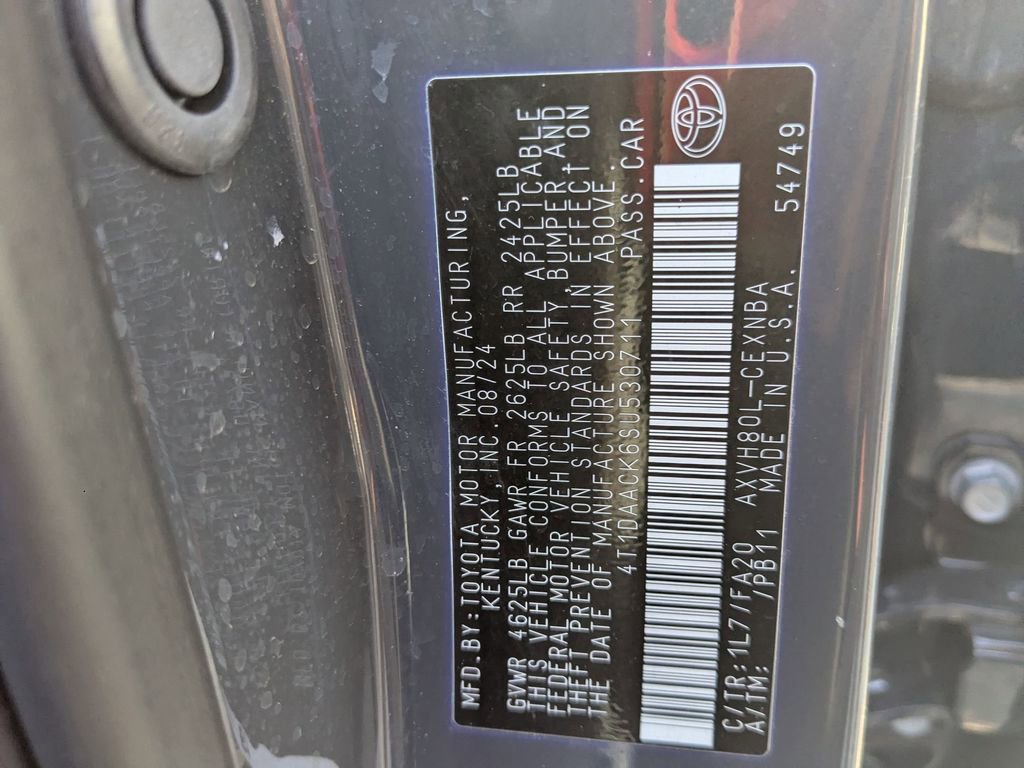 MFD.BY:TOYOTA MOTOR MANUFACTURING,
KENTUCKY,INC.08/24
GVWR 4625LB GAWR FR 2625LB RR 2425LB
THIS VEHICLE CONFORMS TO ALL APPLICABLE
FEDERAL MOTOR VEHICLE SAFETY,BUMPER AND
THEFT PREVENTION STANDARDS IN EFFECT ON
THE DATE OF MANUFACTURE SHOWN ABOVE.
4T1DAACK6SU530711 PASS.CAR
C/TR:1L7/FA20 AXVH80L-CEXNBA
A/TM: /PB11 MADE IN U.S.A. 54749